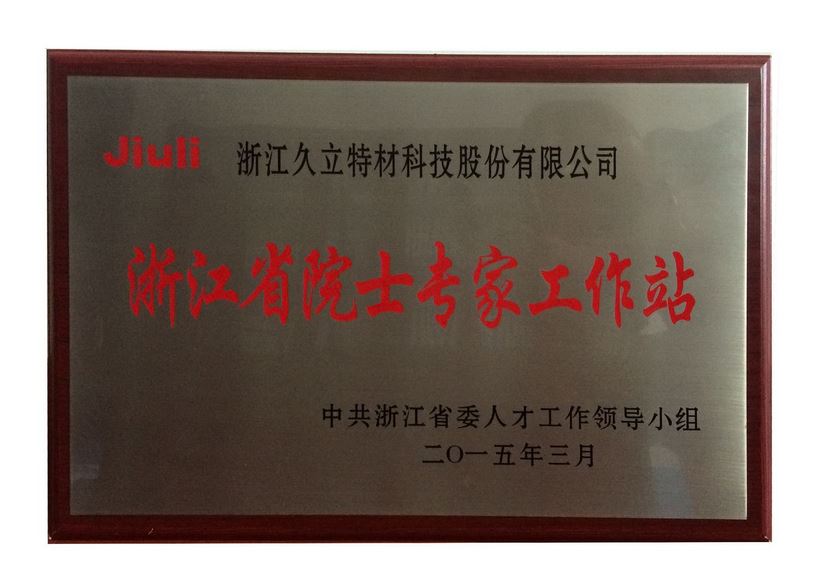 Jiuli 浙江久立特材科技股份有限公司
浙江省院士专家工作站
中共浙江省委人才工作领导小组
二〇一五年三月